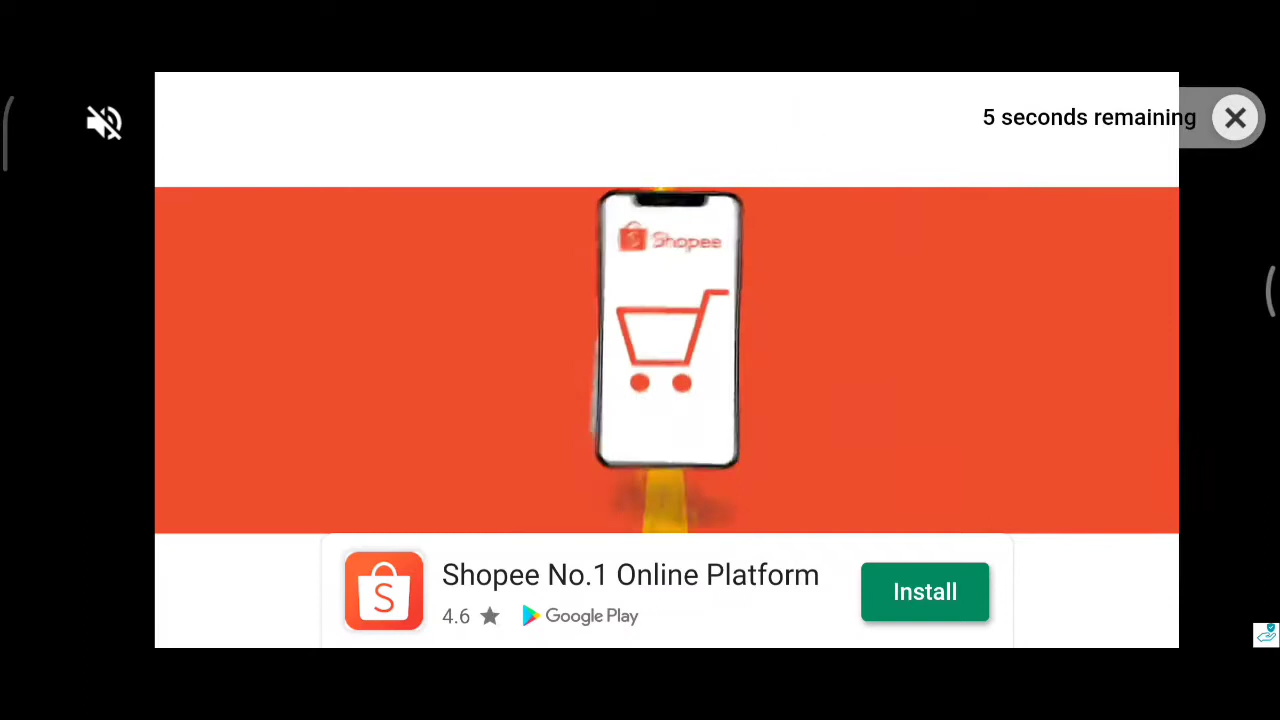 5 seconds remaining
Shopee
Shopee No.1 Online Platform
4.6 ★ Google Play
Install